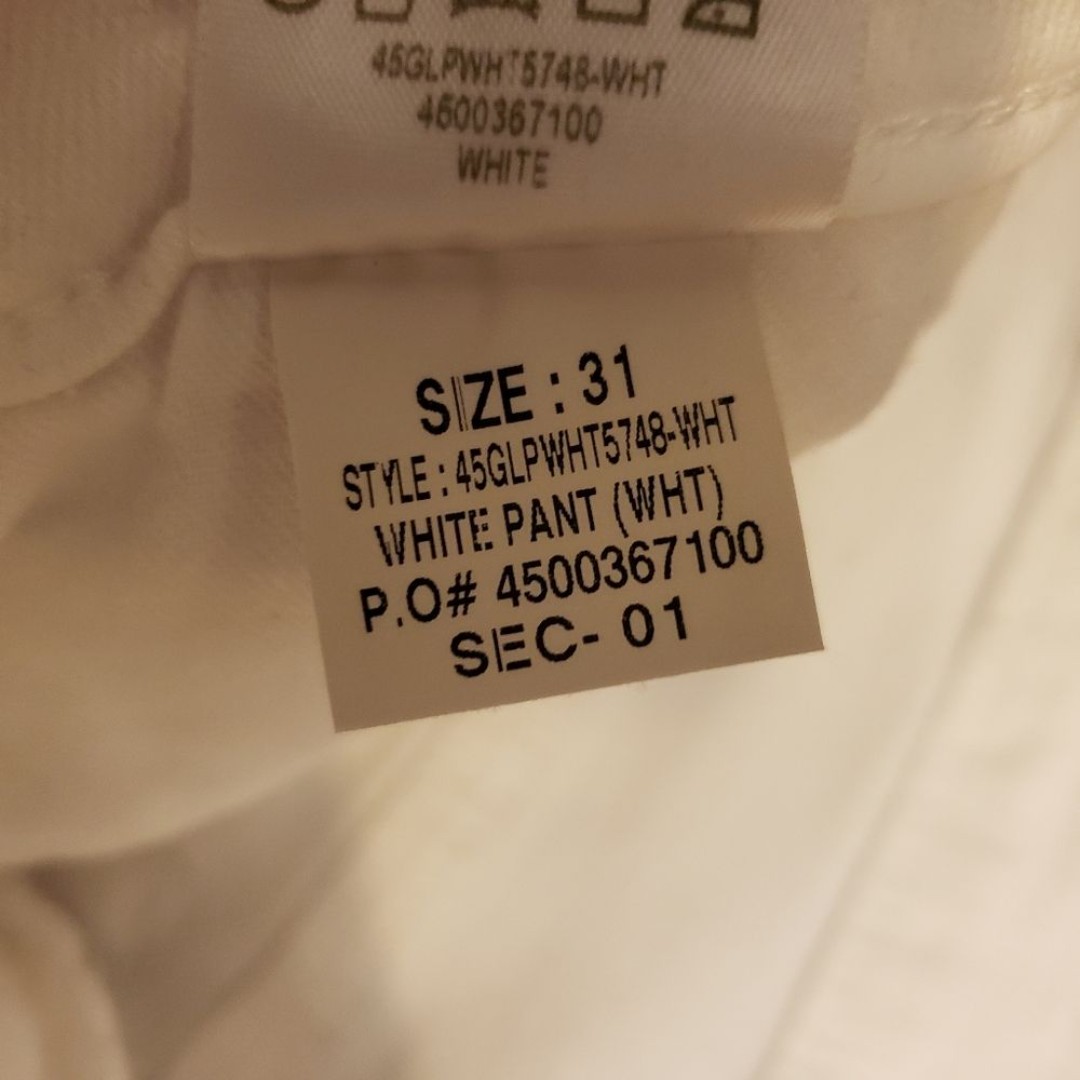 45GLPWHT5748-WHT
4500367100
WHITE
SIZE : 31
STYLE : 45GLPWHT5748-WHT
WHITE PANT (WHT)
P.O# 4500367100
SEC- 01